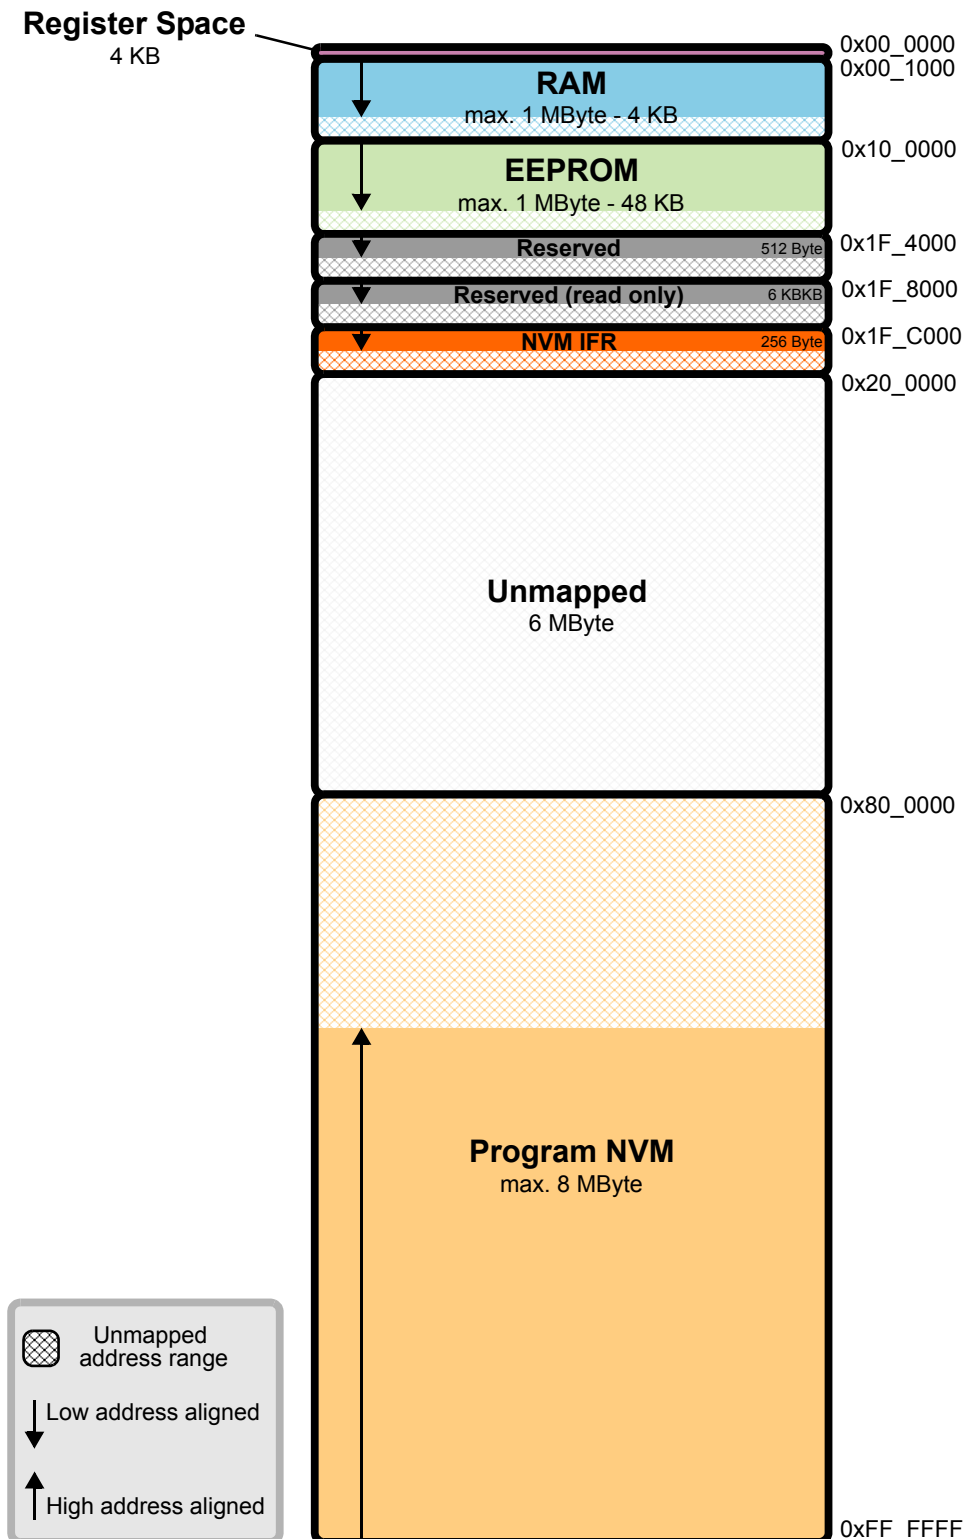 Register Space
4 KB
0x00_0000
0x00_1000
RAM
max. 1 MByte - 4 KB
0x10_0000
EEPROM
max. 1 MByte - 48 KB
0x1F_4000
Reserved
512 Byte
0x1F_8000
Reserved (read only)
6 KBKB
0x1F_C000
NVM IFR
256 Byte
0x20_0000
Unmapped
6 MByte
0x80_0000
Program NVM
max. 8 MByte
Unmapped
address range
Low address aligned
High address aligned
0xFF_FFFF